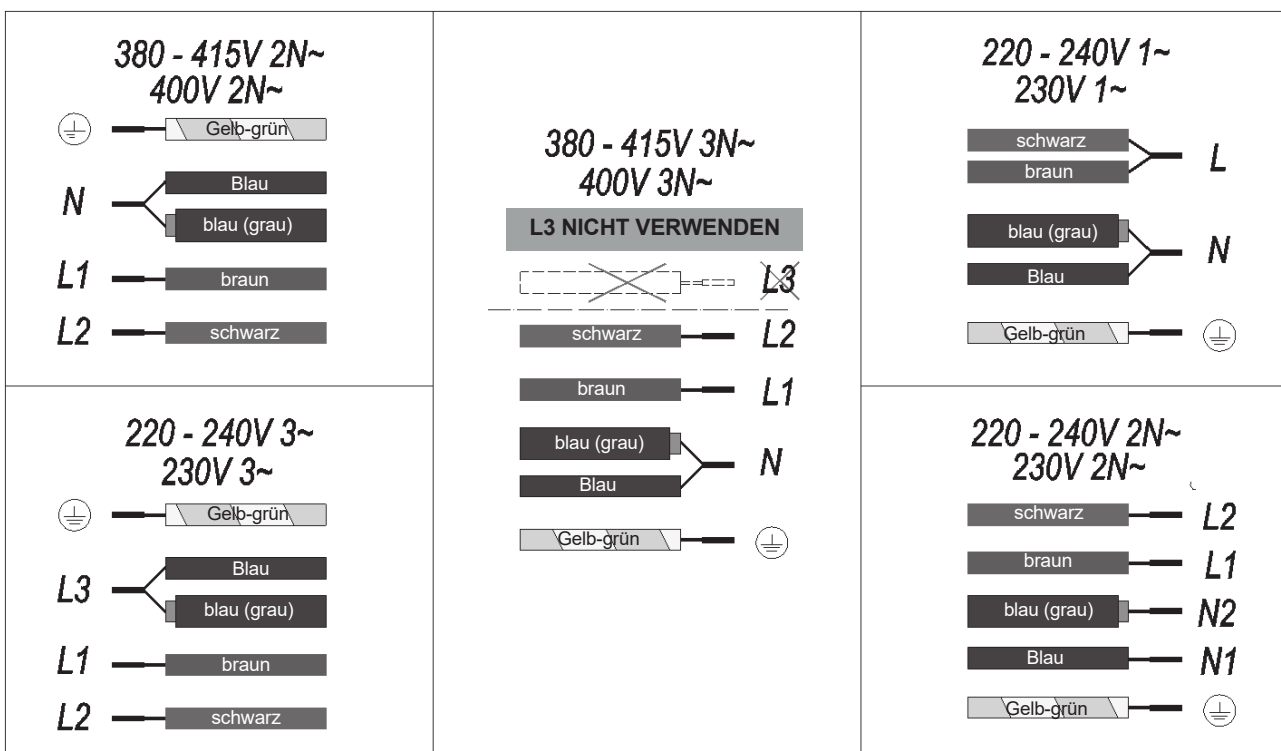 380 - 415V 2N~
400V 2N~
Gelb-grün
N
Blau
blau (grau)
L1
braun
L2
schwarz
220 - 240V 3~
230V 3~
Gelb-grün
L3
Blau
blau (grau)
L1
braun
L2
schwarz
380 - 415V 3N~
400V 3N~
L3 NICHT VERWENDEN
L3
schwarz
L2
braun
L1
blau (grau)
N
Blau
Gelb-grün
220 - 240V 1~
230V 1~
schwarz
L
braun
blau (grau)
N
Blau
Gelb-grün
220 - 240V 2N~
230V 2N~
schwarz
L2
braun
L1
blau (grau)
N2
Blau
N1
Gelb-grün